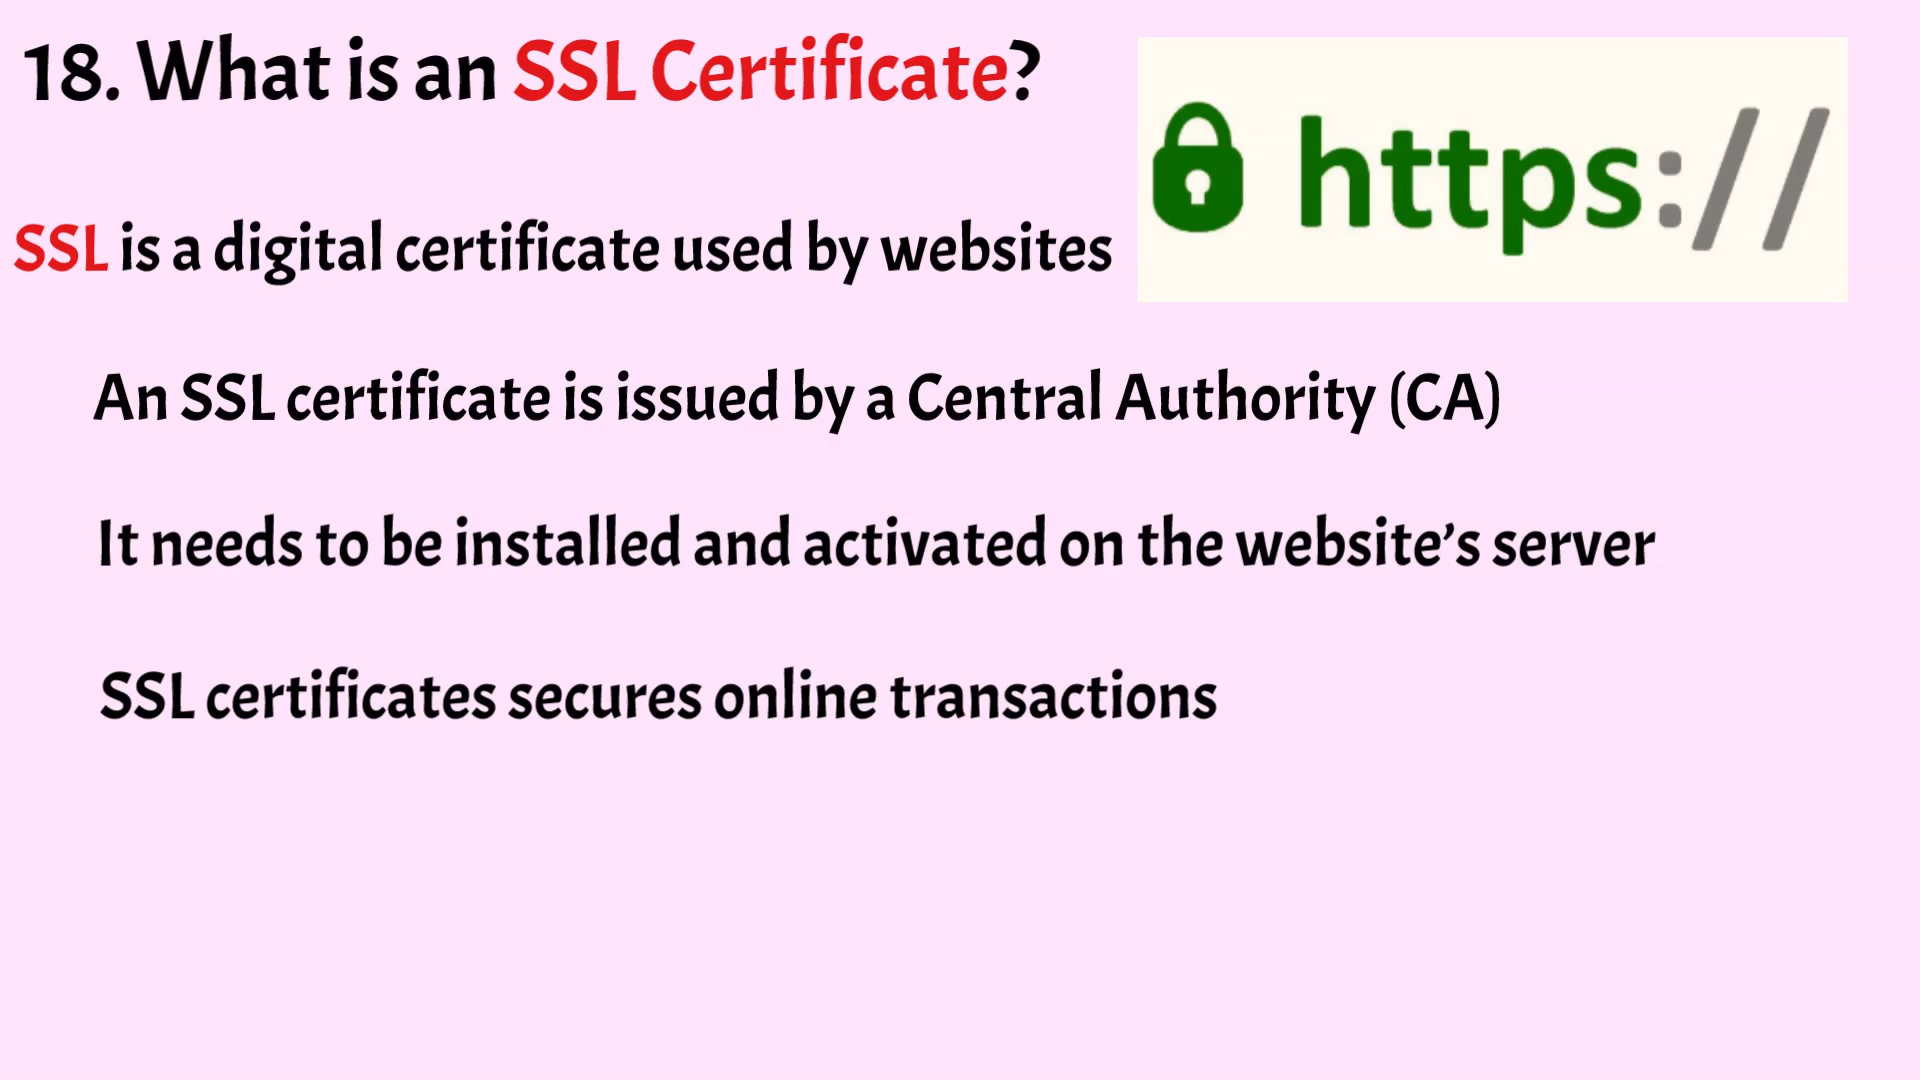 18. What is an SSL Certificate?
https://
SSL is a digital certificate used by websites
An SSL certificate is issued by a Central Authority (CA)
It needs to be installed and activated on the website’s server
SSL certificates secures online transactions